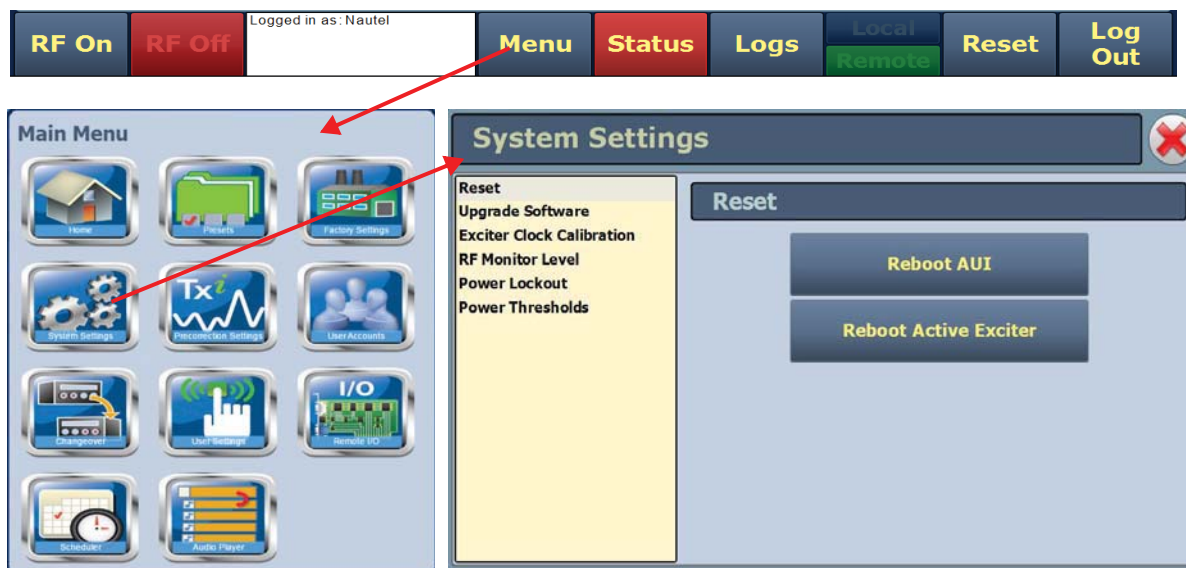 RF On
RF Off
Logged in as: Nautel
Menu
Status
Logs
Local
Remote
Reset
Log
Out
Main Menu
Home
Presets
Factory Settings
System Settings
Tx i
Precorrection Settings
User Accounts
Changeover
User Settings
I/O
Remote I/O
Scheduler
Audio Player
System Settings
Reset
Upgrade Software
Exciter Clock Calibration
RF Monitor Level
Power Lockout
Power Thresholds
Reset
Reboot AUI
Reboot Active Exciter